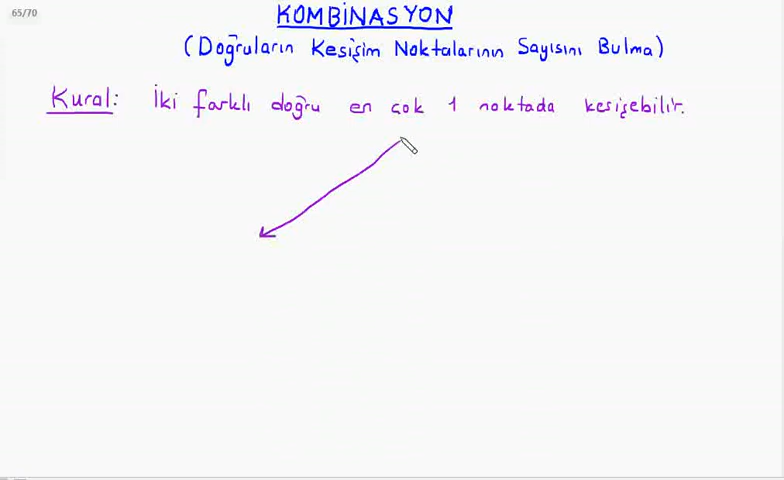 65/70
KOMBİNASYON
(Doğruların Kesişim Noktalarının Sayısını Bulma)
Kural: İki farklı doğru en çok 1 noktada kesişebilir.